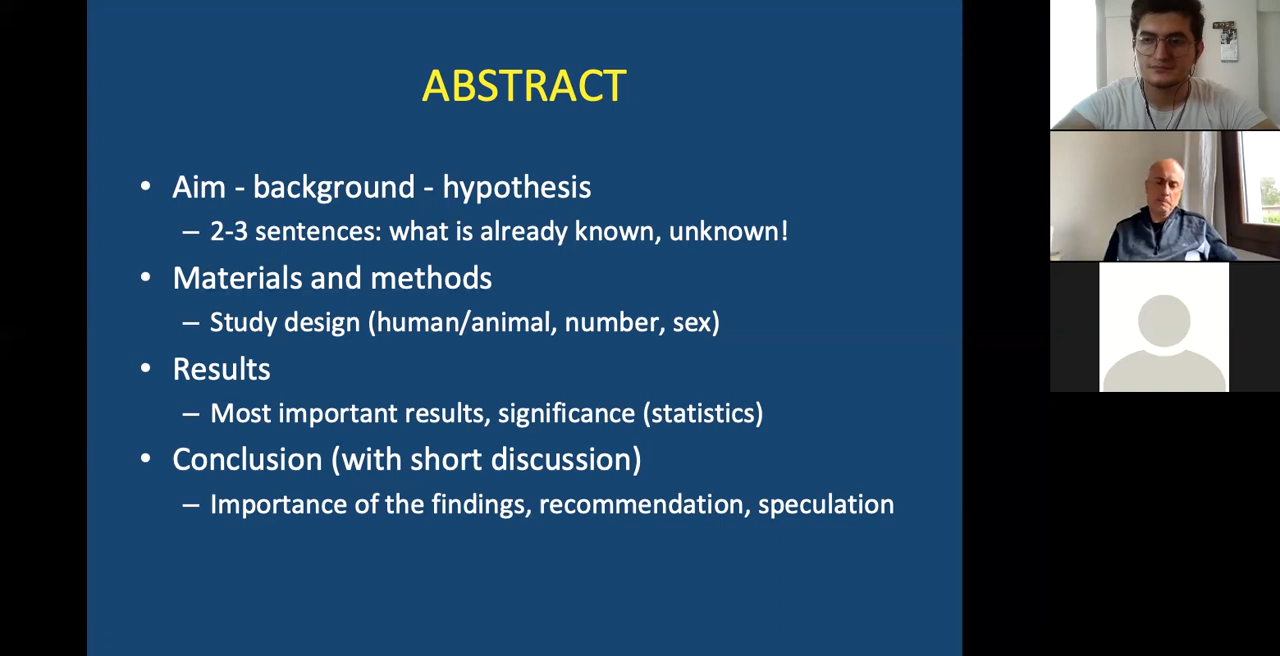 ABSTRACT
• Aim - background - hypothesis
– 2-3 sentences: what is already known, unknown!
• Materials and methods
– Study design (human/animal, number, sex)
• Results
– Most important results, significance (statistics)
• Conclusion (with short discussion)
– Importance of the findings, recommendation, speculation